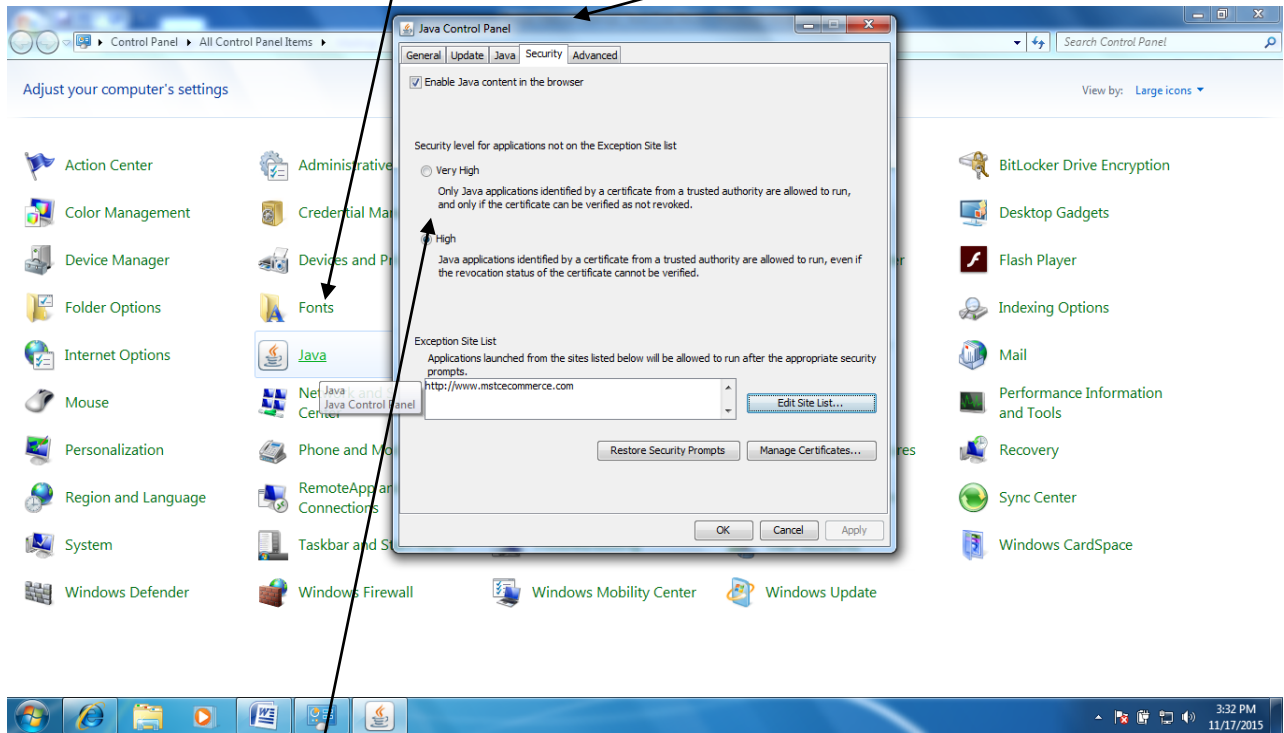 Control Panel ▸ All Control Panel Items ▸
Search Control Panel
Adjust your computer's settings
View by: Large icons
Action Center
Administrative
BitLocker Drive Encryption
Color Management
Credential Ma
Desktop Gadgets
Device Manager
Devices and P
Flash Player
Folder Options
Fonts
Indexing Options
Internet Options
Java
Mail
Mouse
Center
Performance Information
and Tools
Personalization
Phone and Mo
res
Recovery
Region and Language
RemoteApp an
Connections
Sync Center
System
Taskbar and St
Windows CardSpace
Windows Defender
Windows Firewall
Windows Mobility Center
Windows Update
Java
Java Control Panel
Java Control Panel
General
Update
Java
Security
Advanced
Enable Java content in the browser
Security level for applications not on the Exception Site list
Very High
Only Java applications identified by a certificate from a trusted authority are allowed to run,
and only if the certificate can be verified as not revoked.
High
Java applications identified by a certificate from a trusted authority are allowed to run, even if
the revocation status of the certificate cannot be verified.
Exception Site List
Applications launched from the sites listed below will be allowed to run after the appropriate security
prompts.
http://www.mstcecommerce.com
Edit Site List...
Restore Security Prompts
Manage Certificates...
OK
Cancel
Apply
3:32 PM
11/17/2015